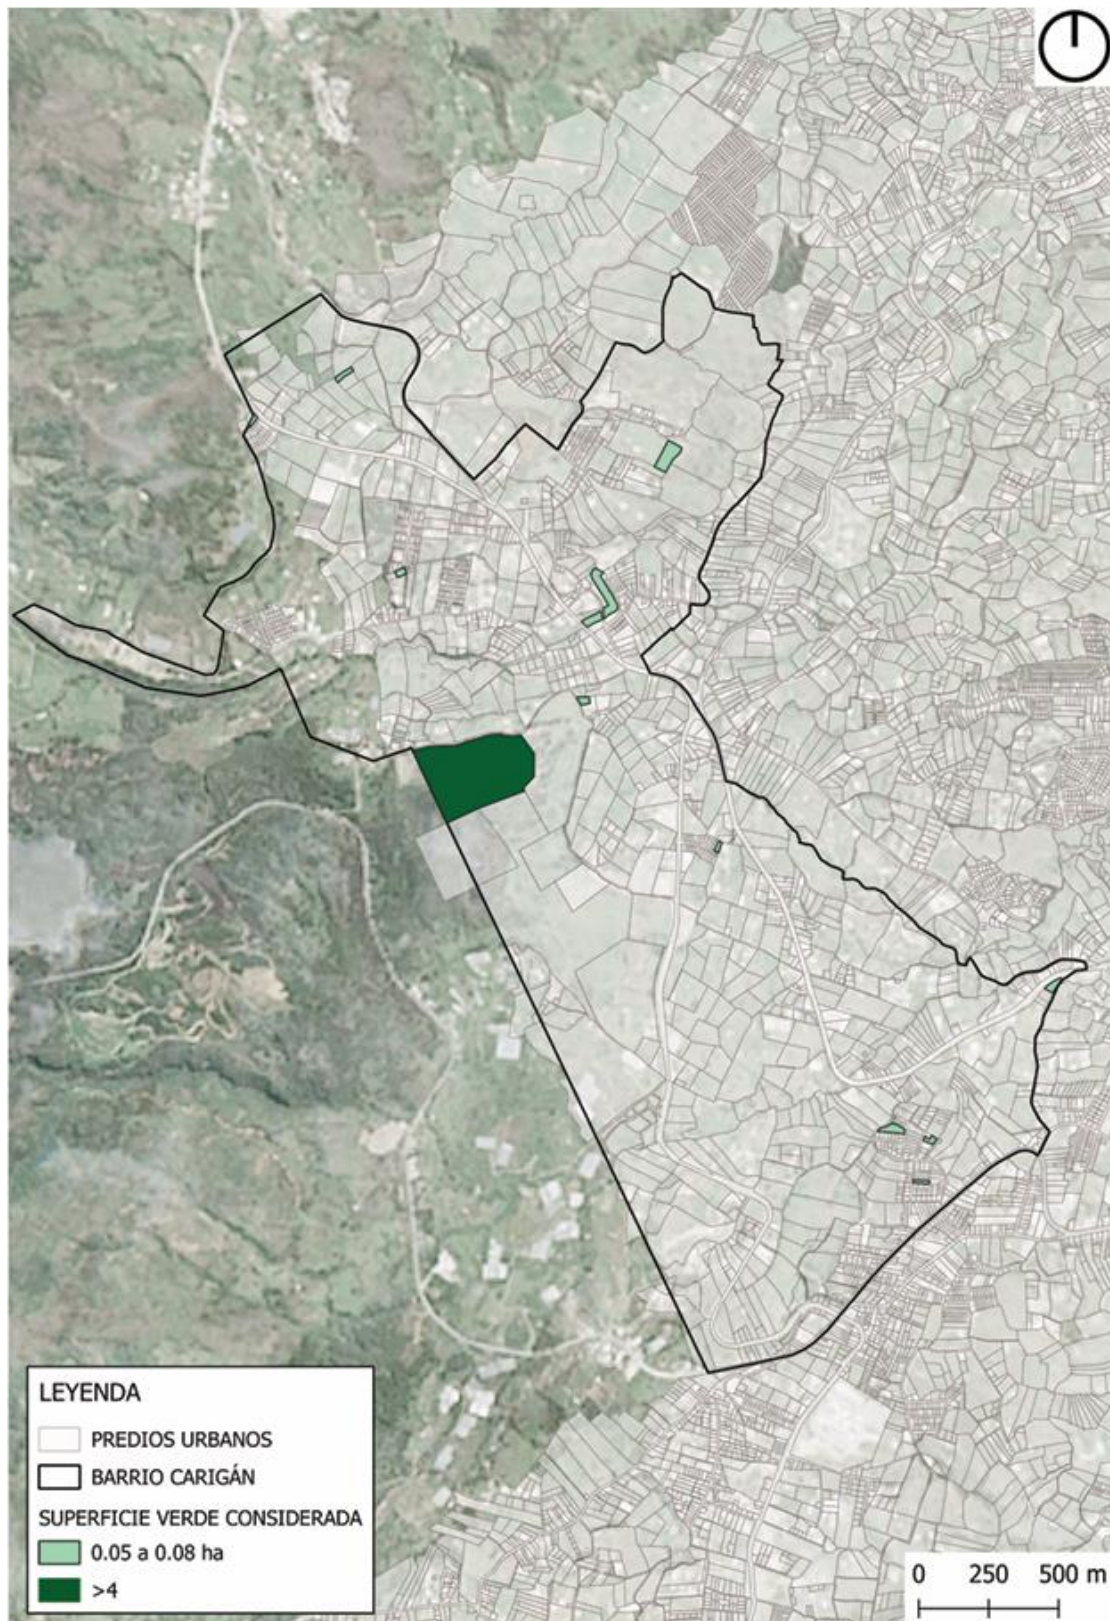 LEYENDA
PREDIOS URBANOS
BARRIO CARIGÁN
SUPERFICIE VERDE CONSIDERADA
0.05 a 0.08 ha
>4
0 250 500 m